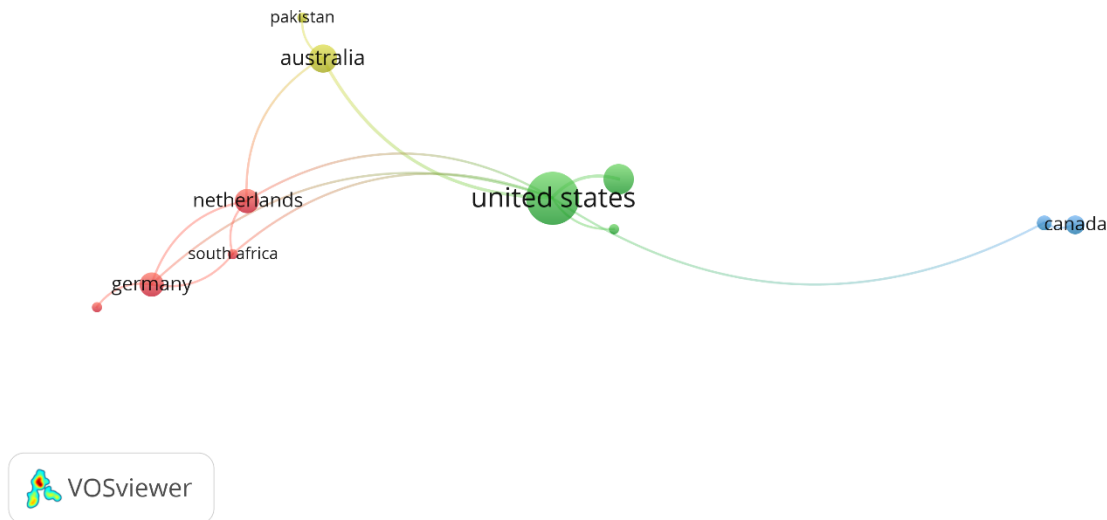 pakistan
australia
netherlands
united states
canada
south africa
germany
VOSviewer